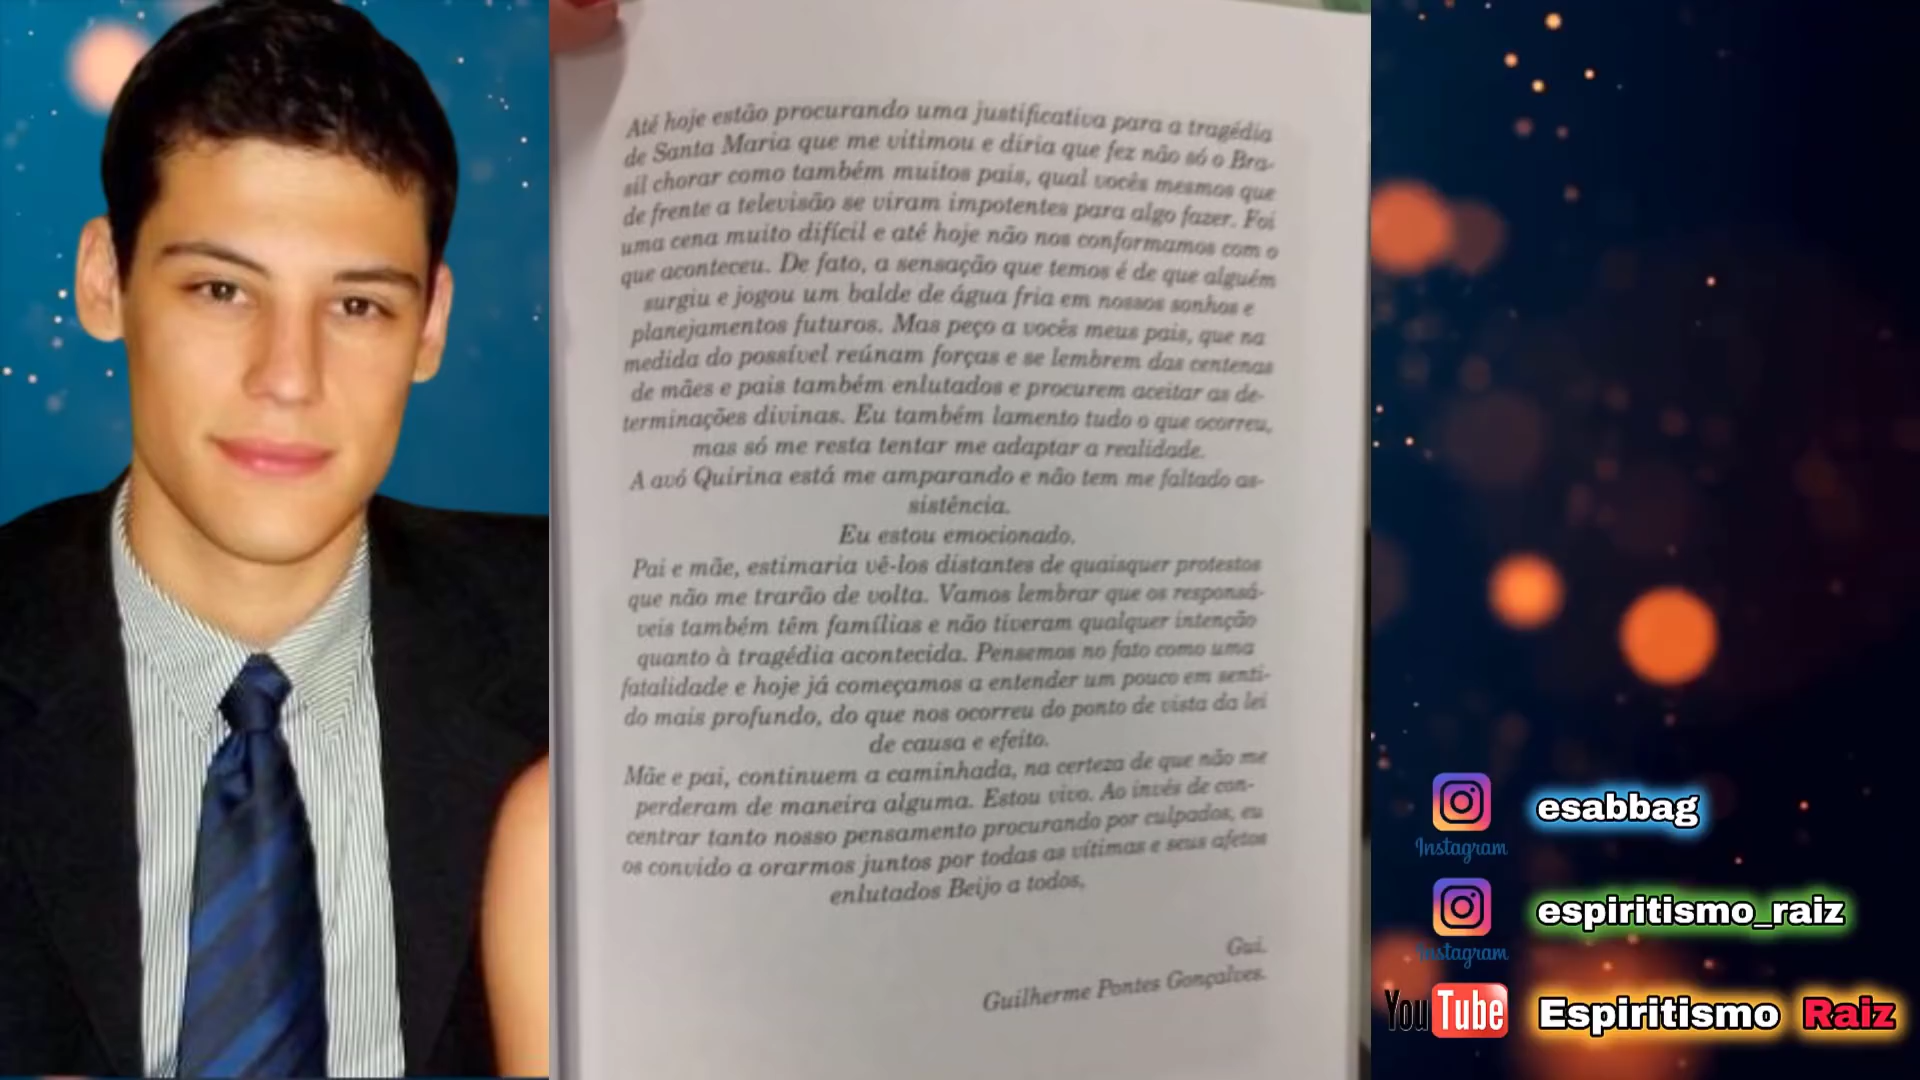 Até hoje estão procurando uma justificativa para a tragédia
de Santa Maria que me vitimou e diria que fez não só o Bra-
sil chorar como também muitos pais, qual vocês mesmos que
de frente a televisão se viram impotentes para algo fazer. Foi
uma cena muito difícil e até hoje não nos conformamos com o
que aconteceu. De fato, a sensação que temos é de que alguém
surgiu e jogou um balde de água fria em nossos sonhos e
planejamentos futuros. Mas peço a vocês meus pais, que na
medida do possível reúnam forças e se lembrem das centenas
de mães e pais também enlutados e procurem aceitar as de-
terminações divinas. Eu também lamento tudo o que ocorreu,
mas só me resta tentar me adaptar a realidade.
A avó Quirina está me amparando e não tem me faltado as-
sistência.
Eu estou emocionado.
Pai e mãe, estimaria vê-los distantes de quaisquer protestos
que não me trarão de volta. Vamos lembrar que os responsá-
veis também têm famílias e não tiveram qualquer intenção
quanto à tragédia acontecida. Pensemos no fato como uma
fatalidade e hoje já começamos a entender um pouco em senti-
do mais profundo, do que nos ocorreu do ponto de vista da lei
de causa e efeito.
Mãe e pai, continuem a caminhada, na certeza de que não me
perderam de maneira alguma. Estou vivo. Ao invés de con-
centrar tanto nosso pensamento procurando por culpados, eu
os convido a orarmos juntos por todas as vítimas e seus afetos
enlutados Beijo a todos,
Gui.
Guilherme Pontes Gonçalves.
esabbag
Instagram
espiritismo_raiz
Instagram
YouTube
Espiritismo Raiz